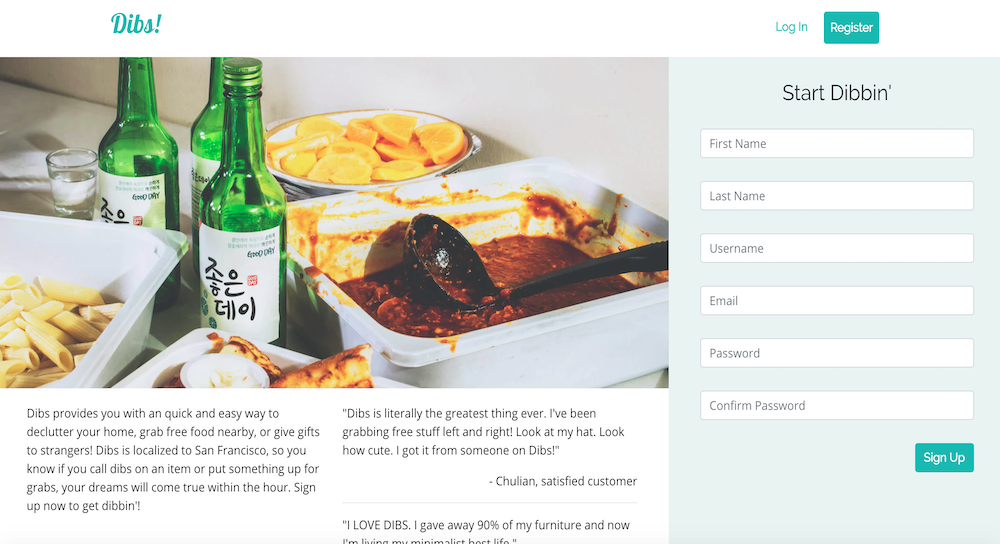 Dibs!
Log In
Register
GOOD DAY
좋은
GOOD DAY
좋은
데이
Start Dibbin'
First Name
Last Name
Username
Email
Password
Confirm Password
Sign Up
Dibs provides you with an quick and easy way to
declutter your home, grab free food nearby, or give gifts
to strangers! Dibs is localized to San Francisco, so you
know if you call dibs on an item or put something up for
grabs, your dreams will come true within the hour. Sign
up now to get dibbin'!
"Dibs is literally the greatest thing ever. I've been
grabbing free stuff left and right! Look at my hat. Look
how cute. I got it from someone on Dibs!"
- Chulian, satisfied customer
"I LOVE DIBS. I gave away 90% of my furniture and now
I'm living my minimalist best life."